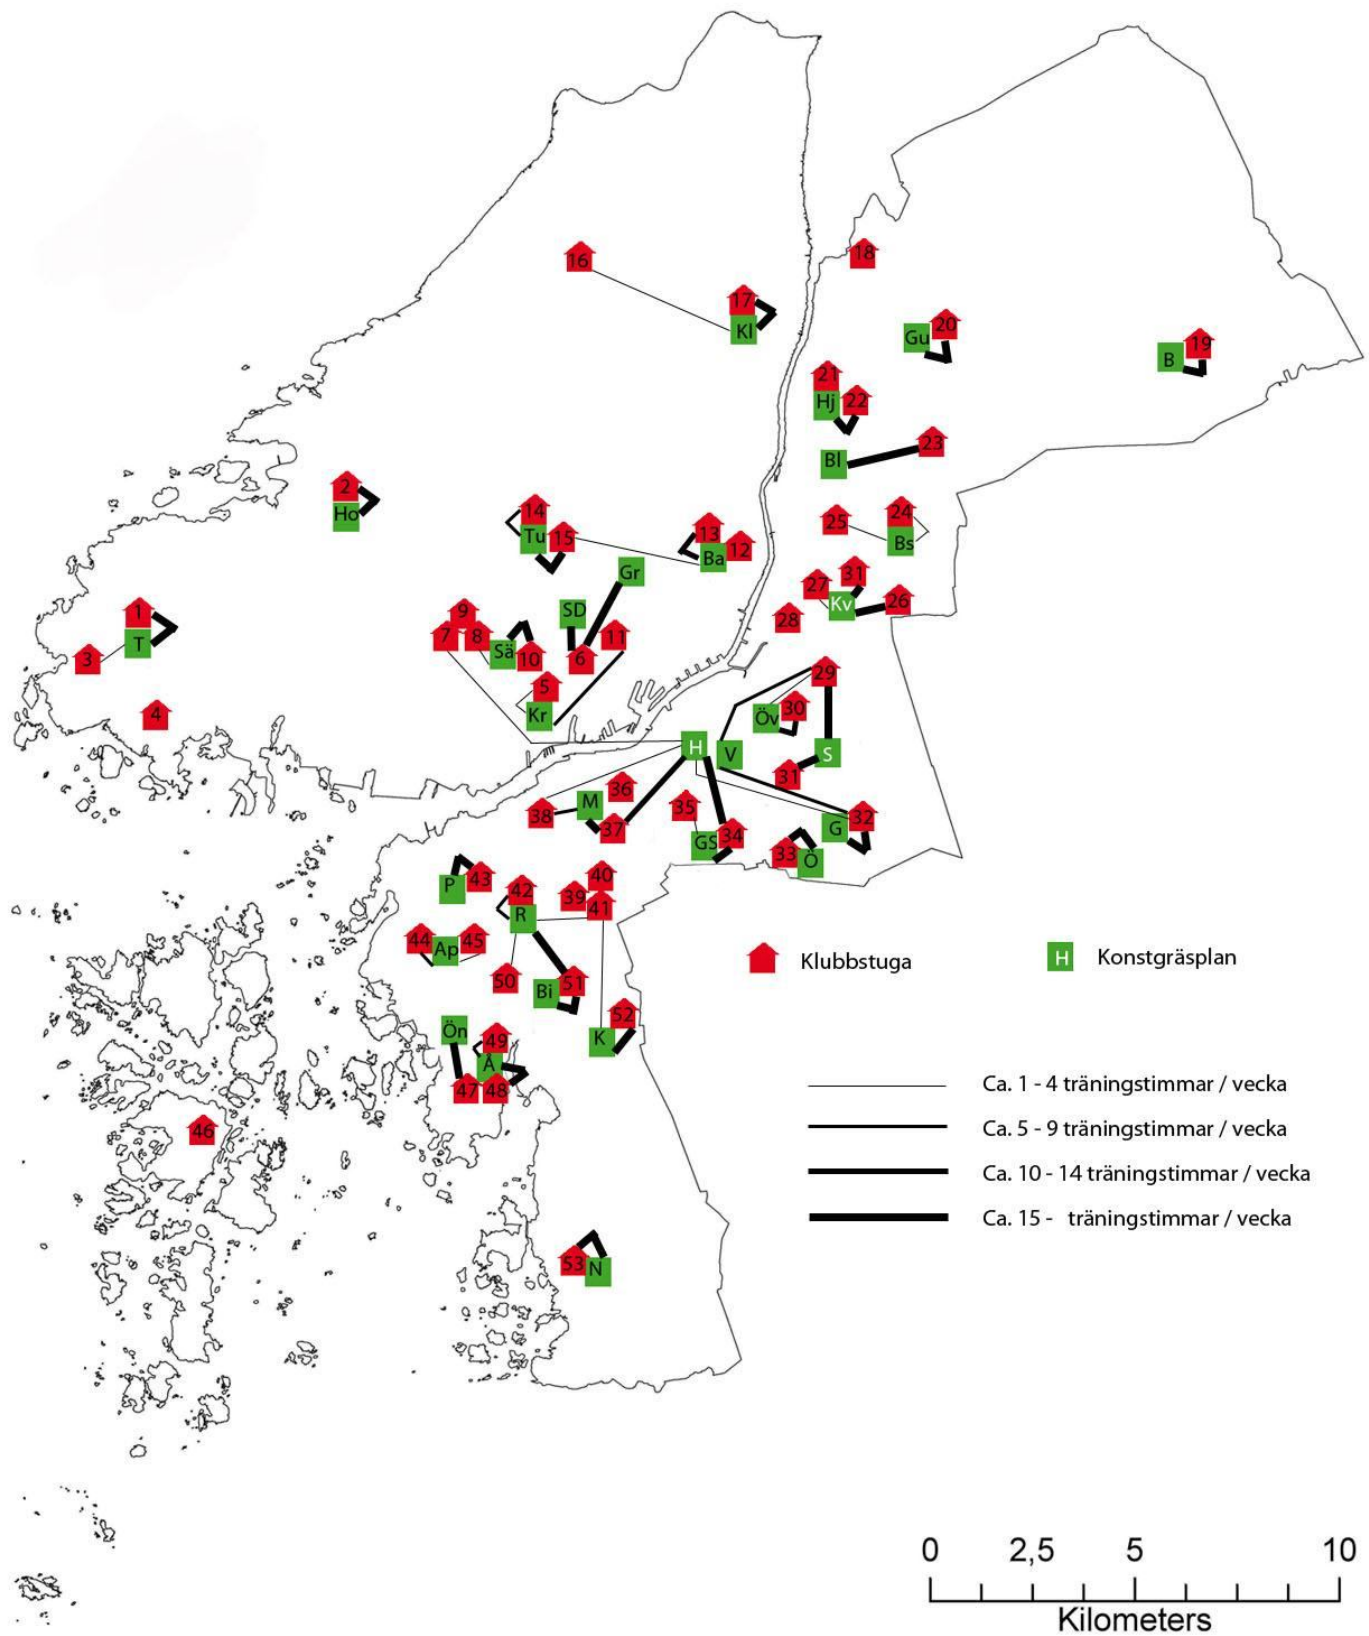 16
18
17
Kl
Gu
20
B
19
21
Hj
22
23
Bl
2
Ho
14
Tu
15
13
Ba
12
25
24
Bs
Gr
27
31
Kv
26
28
SD
1
T
3
4
9
7
8
Sä
10
6
11
5
Kr
29
Öv
30
H
V
S
31
36
M
38
37
35
GS
34
32
G
33
Ö
P
43
42
R
40
39
41
44
Ap
45
50
Bi
51
52
K
Ön
49
Å
47
48
46
53
N
Klubbstuga
H
Konstgräsplan
Ca. 1 - 4 träningstimmar / vecka
Ca. 5 - 9 träningstimmar / vecka
Ca. 10 - 14 träningstimmar / vecka
Ca. 15 - träningstimmar / vecka
0 2,5 5 10
Kilometers